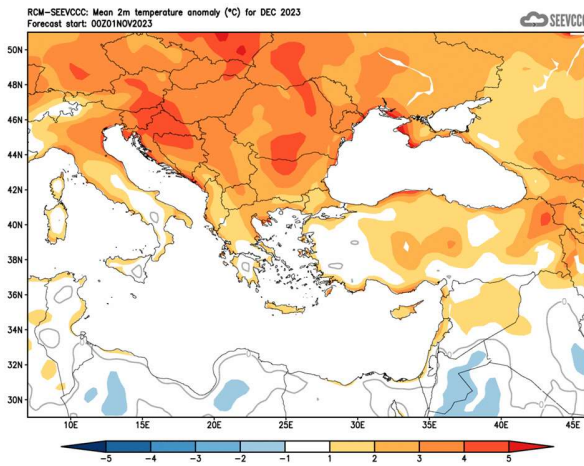 RCM-SEEVCCC: Mean 2m temperature anomaly (°C) for DEC 2023
Forecast start: 00Z01NOV2023
SEEVCCC
50N
48N
46N
44N
42N
40N
38N
36N
34N
32N
30N
10E 15E 20E 25E 30E 35E 40E 45E
-5 -4 -3 -2 -1 1 2 3 4 5